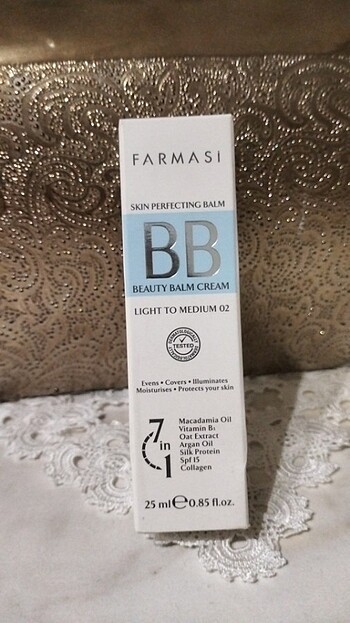 FARMASi
SKIN PERFECTING BALM
BB
BEAUTY BALM CREAM
LIGHT TO MEDIUM 02
DERMATOLOGICALLY
TESTED
Evens • Covers • Illuminates
Moisturises • Protects your skin
7 in 1
Macadamia Oil
Vitamin B₅
Oat Extract
Argan Oil
Silk Protein
Spf 15
Collagen
25 ml ℮ 0.85 fl.oz.